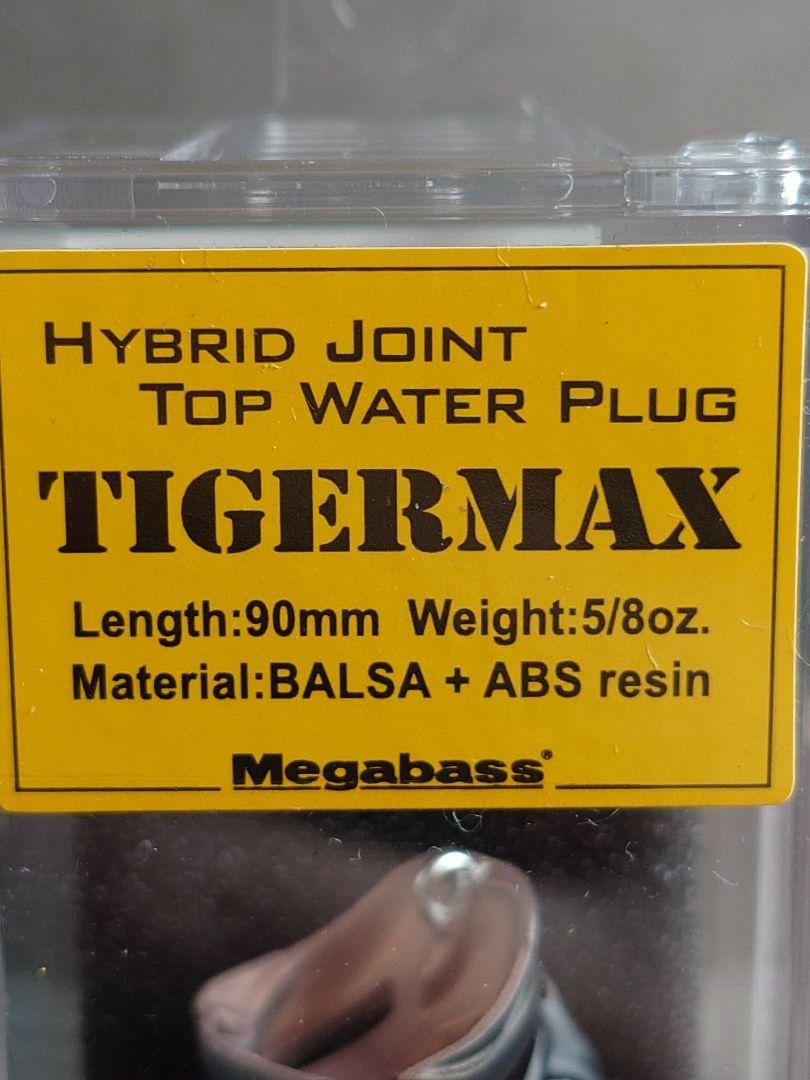 HYBRID JOINT
TOP WATER PLUG
TIGERMAX
Length:90mm Weight:5/8oz.
Material:BALSA + ABS resin
Megabass®